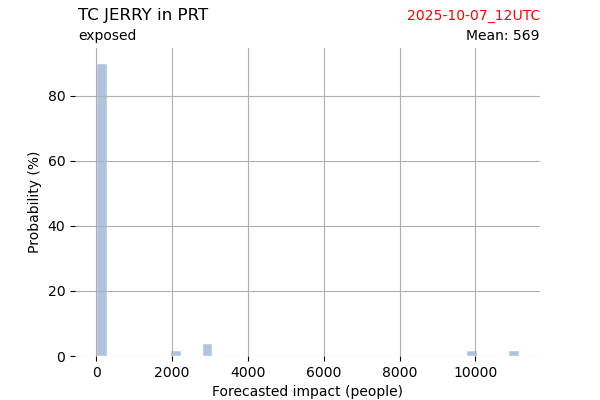 TC JERRY in PRT
2025-10-07_12UTC
exposed
Mean: 569
80
60
40
20
0
Probability (%)
0 2000 4000 6000 8000 10000
Forecasted impact (people)